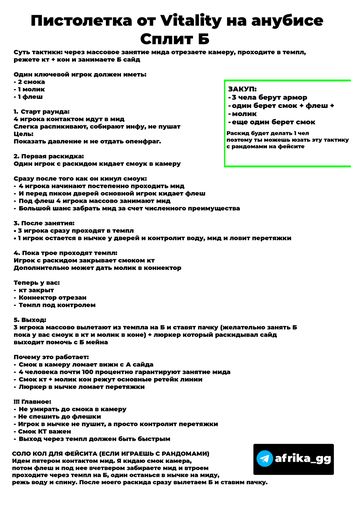 Пистолетка от Vitality на анубисе
Сплит Б
Суть тактики: через массовое занятие мида отрезаете камеру, проходите в темпл,
режете кт + кон и занимаете Б сайд
Один ключевой игрок должен иметь:
- 2 смока
- 1 молик
- 1 флеш
ЗАКУП:
- 3 чела берут армор
- один берет смок + флеш +
- молик
- еще один берет смок
Раскид будет делать 1 чел
поэтому ты можешь юзать эту тактику
с рандомами на фейсите
1. Старт раунда:
4 игрока контактом идут в мид
Слегка распикивают, собирают инфу, не пушат
Цель:
Показать давление и не отдать опенфраг.
2. Первая раскидка:
Один игрок с раскидом кидает смоук в камеру
Сразу после того как он кинул смоук:
- 4 игрока начинают постепенно проходить мид
- И перед пиком дверей основной игрок кидает флеш
- Под флеш 4 игрока массово занимают мид
- Большой шанс забрать мид за счет численного преимущества
3. После занятия:
• 3 игрока сразу проходят в темпл
• 1 игрок остается в нычке у дверей и контролит воду, мид и ловит перетяжки
4. Пока трое проходят темпл:
Игрок с раскидом закрывает смоком кт
Дополнительно может дать молик в коннектор
Теперь у вас:
- кт закрыт
- Коннектор отрезан
- Темпл под контролем
5. Выход:
3 игрока массово вылетают из темпла на Б и ставят пачку (желательно занять Б
пока у вас смоук в кт и молик в коне) + люркер который раскидывал сайд
выходит помочь с Б мейна
Почему это работает:
- Смок в камеру ломает вижн с А сайда
- 4 человека почти 100 процентно гарантируют занятие мида
- Смок кт + молик кон режут основные ретейк линии
- Люркер в нычке ломает перетяжки
!!! Главное:
- Не умирать до смока в камеру
- Не спешить до флешки
- Игрок в нычке не пушит, а просто контролит перетяжки
- Смок КТ важен
- Выход через темпл должен быть быстрым
afrika_gg
СОЛО КОЛ ДЛЯ ФЕЙСИТА (ЕСЛИ ИГРАЕШЬ С РАНДОМАМИ)
Идем пятером контактом мид. Я кидаю смок камера,
потом флеш и под нее вчетвером забираете мид и втроем
проходите через темпл на Б, один останься в нычке на миду,
режь воду и спину. После моего раскида сразу вылетаем Б и ставим пачку.